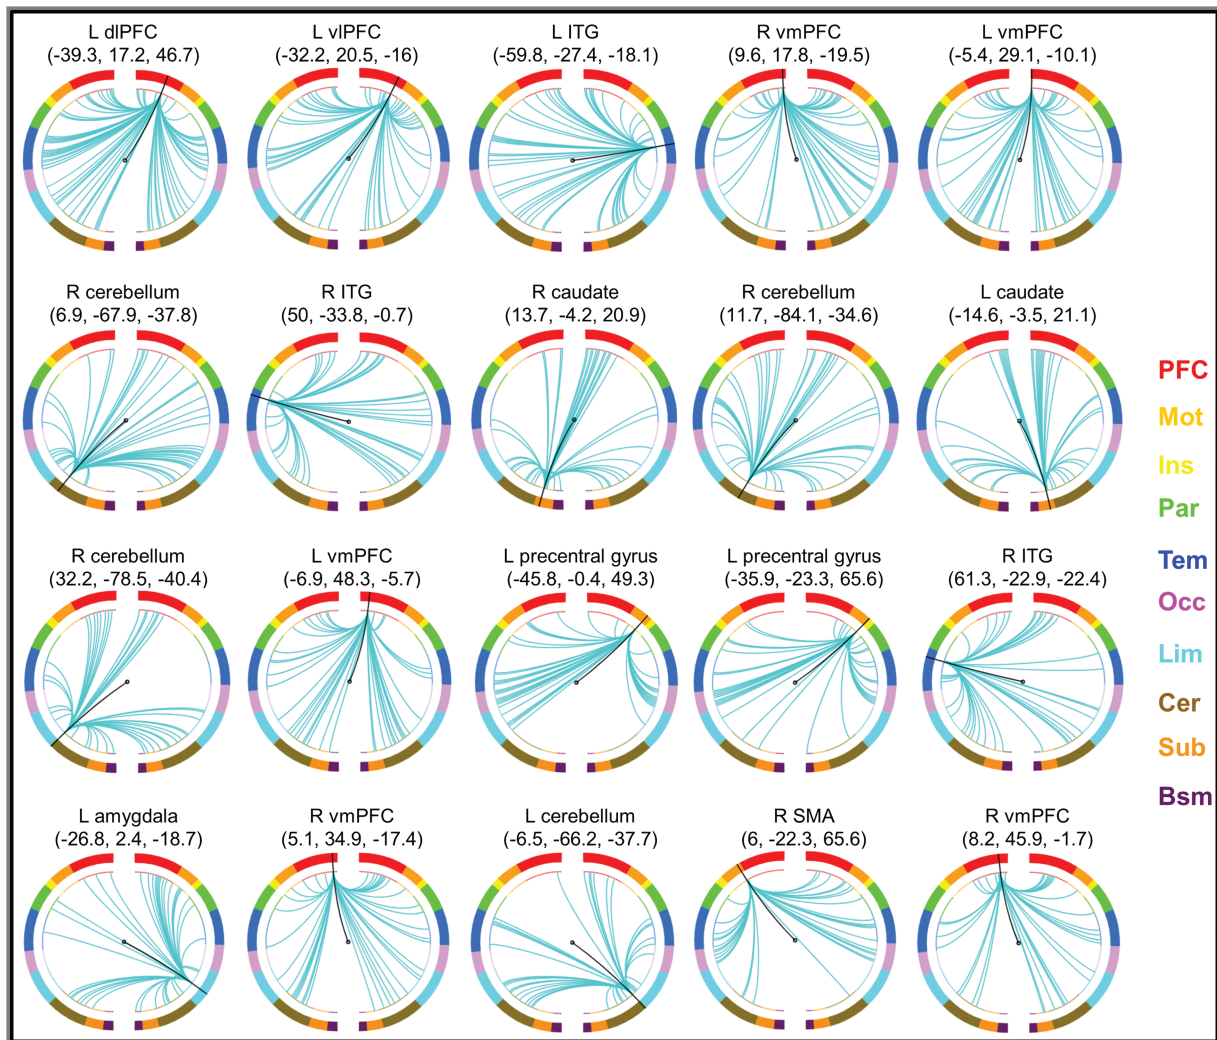 L dlPFC
(-39.3, 17.2, 46.7)
L vlPFC
(-32.2, 20.5, -16)
L ITG
(-59.8, -27.4, -18.1)
R vmPFC
(9.6, 17.8, -19.5)
L vmPFC
(-5.4, 29.1, -10.1)
R cerebellum
(6.9, -67.9, -37.8)
R ITG
(50, -33.8, -0.7)
R caudate
(13.7, -4.2, 20.9)
R cerebellum
(11.7, -84.1, -34.6)
L caudate
(-14.6, -3.5, 21.1)
R cerebellum
(32.2, -78.5, -40.4)
L vmPFC
(-6.9, 48.3, -5.7)
L precentral gyrus
(-45.8, -0.4, 49.3)
L precentral gyrus
(-35.9, -23.3, 65.6)
R ITG
(61.3, -22.9, -22.4)
L amygdala
(-26.8, 2.4, -18.7)
R vmPFC
(5.1, 34.9, -17.4)
L cerebellum
(-6.5, -66.2, -37.7)
R SMA
(6, -22.3, 65.6)
R vmPFC
(8.2, 45.9, -1.7)
PFC
Mot
Ins
Par
Tem
Occ
Lim
Cer
Sub
Bsm